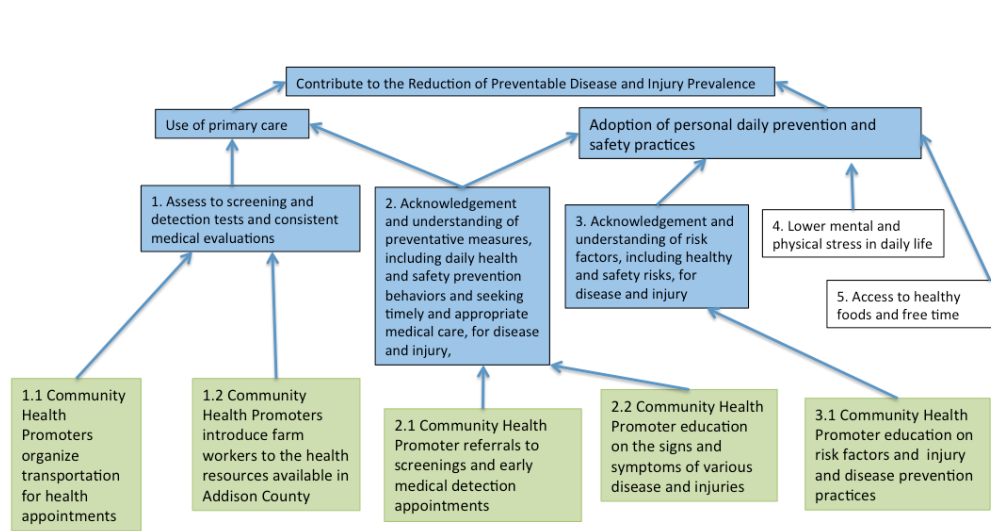 Contribute to the Reduction of Preventable Disease and Injury Prevalence
Use of primary care
Adoption of personal daily prevention and
safety practices
1. Assess to screening and
detection tests and consistent
medical evaluations
2. Acknowledgement
and understanding of
preventative measures,
including daily health
and safety prevention
behaviors and seeking
timely and appropriate
medical care, for disease
and injury,
3. Acknowledgement and
understanding of risk
factors, including healthy
and safety risks, for
disease and injury
4. Lower mental and
physical stress in daily life
5. Access to healthy
foods and free time
1.1 Community
Health
Promoters
organize
transportation
for health
appointments
1.2 Community
Health Promoters
introduce farm
workers to the health
resources available in
Addison County
2.1 Community Health
Promoter referrals to
screenings and early
medical detection
appointments
2.2 Community Health
Promoter education
on the signs and
symptoms of various
disease and injuries
3.1 Community Health
Promoter education on
risk factors and injury
and disease prevention
practices